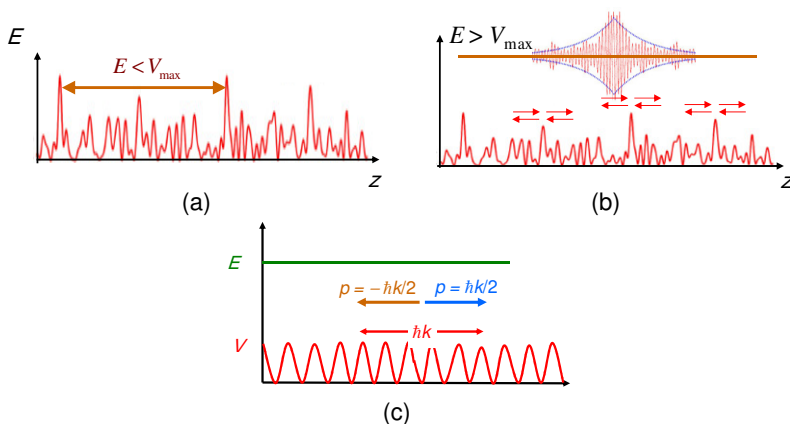 E
E < Vmax
z
(a)
E > Vmax
z
(b)
E
p = −ħk/2
p = ħk/2
ħk
V
(c)